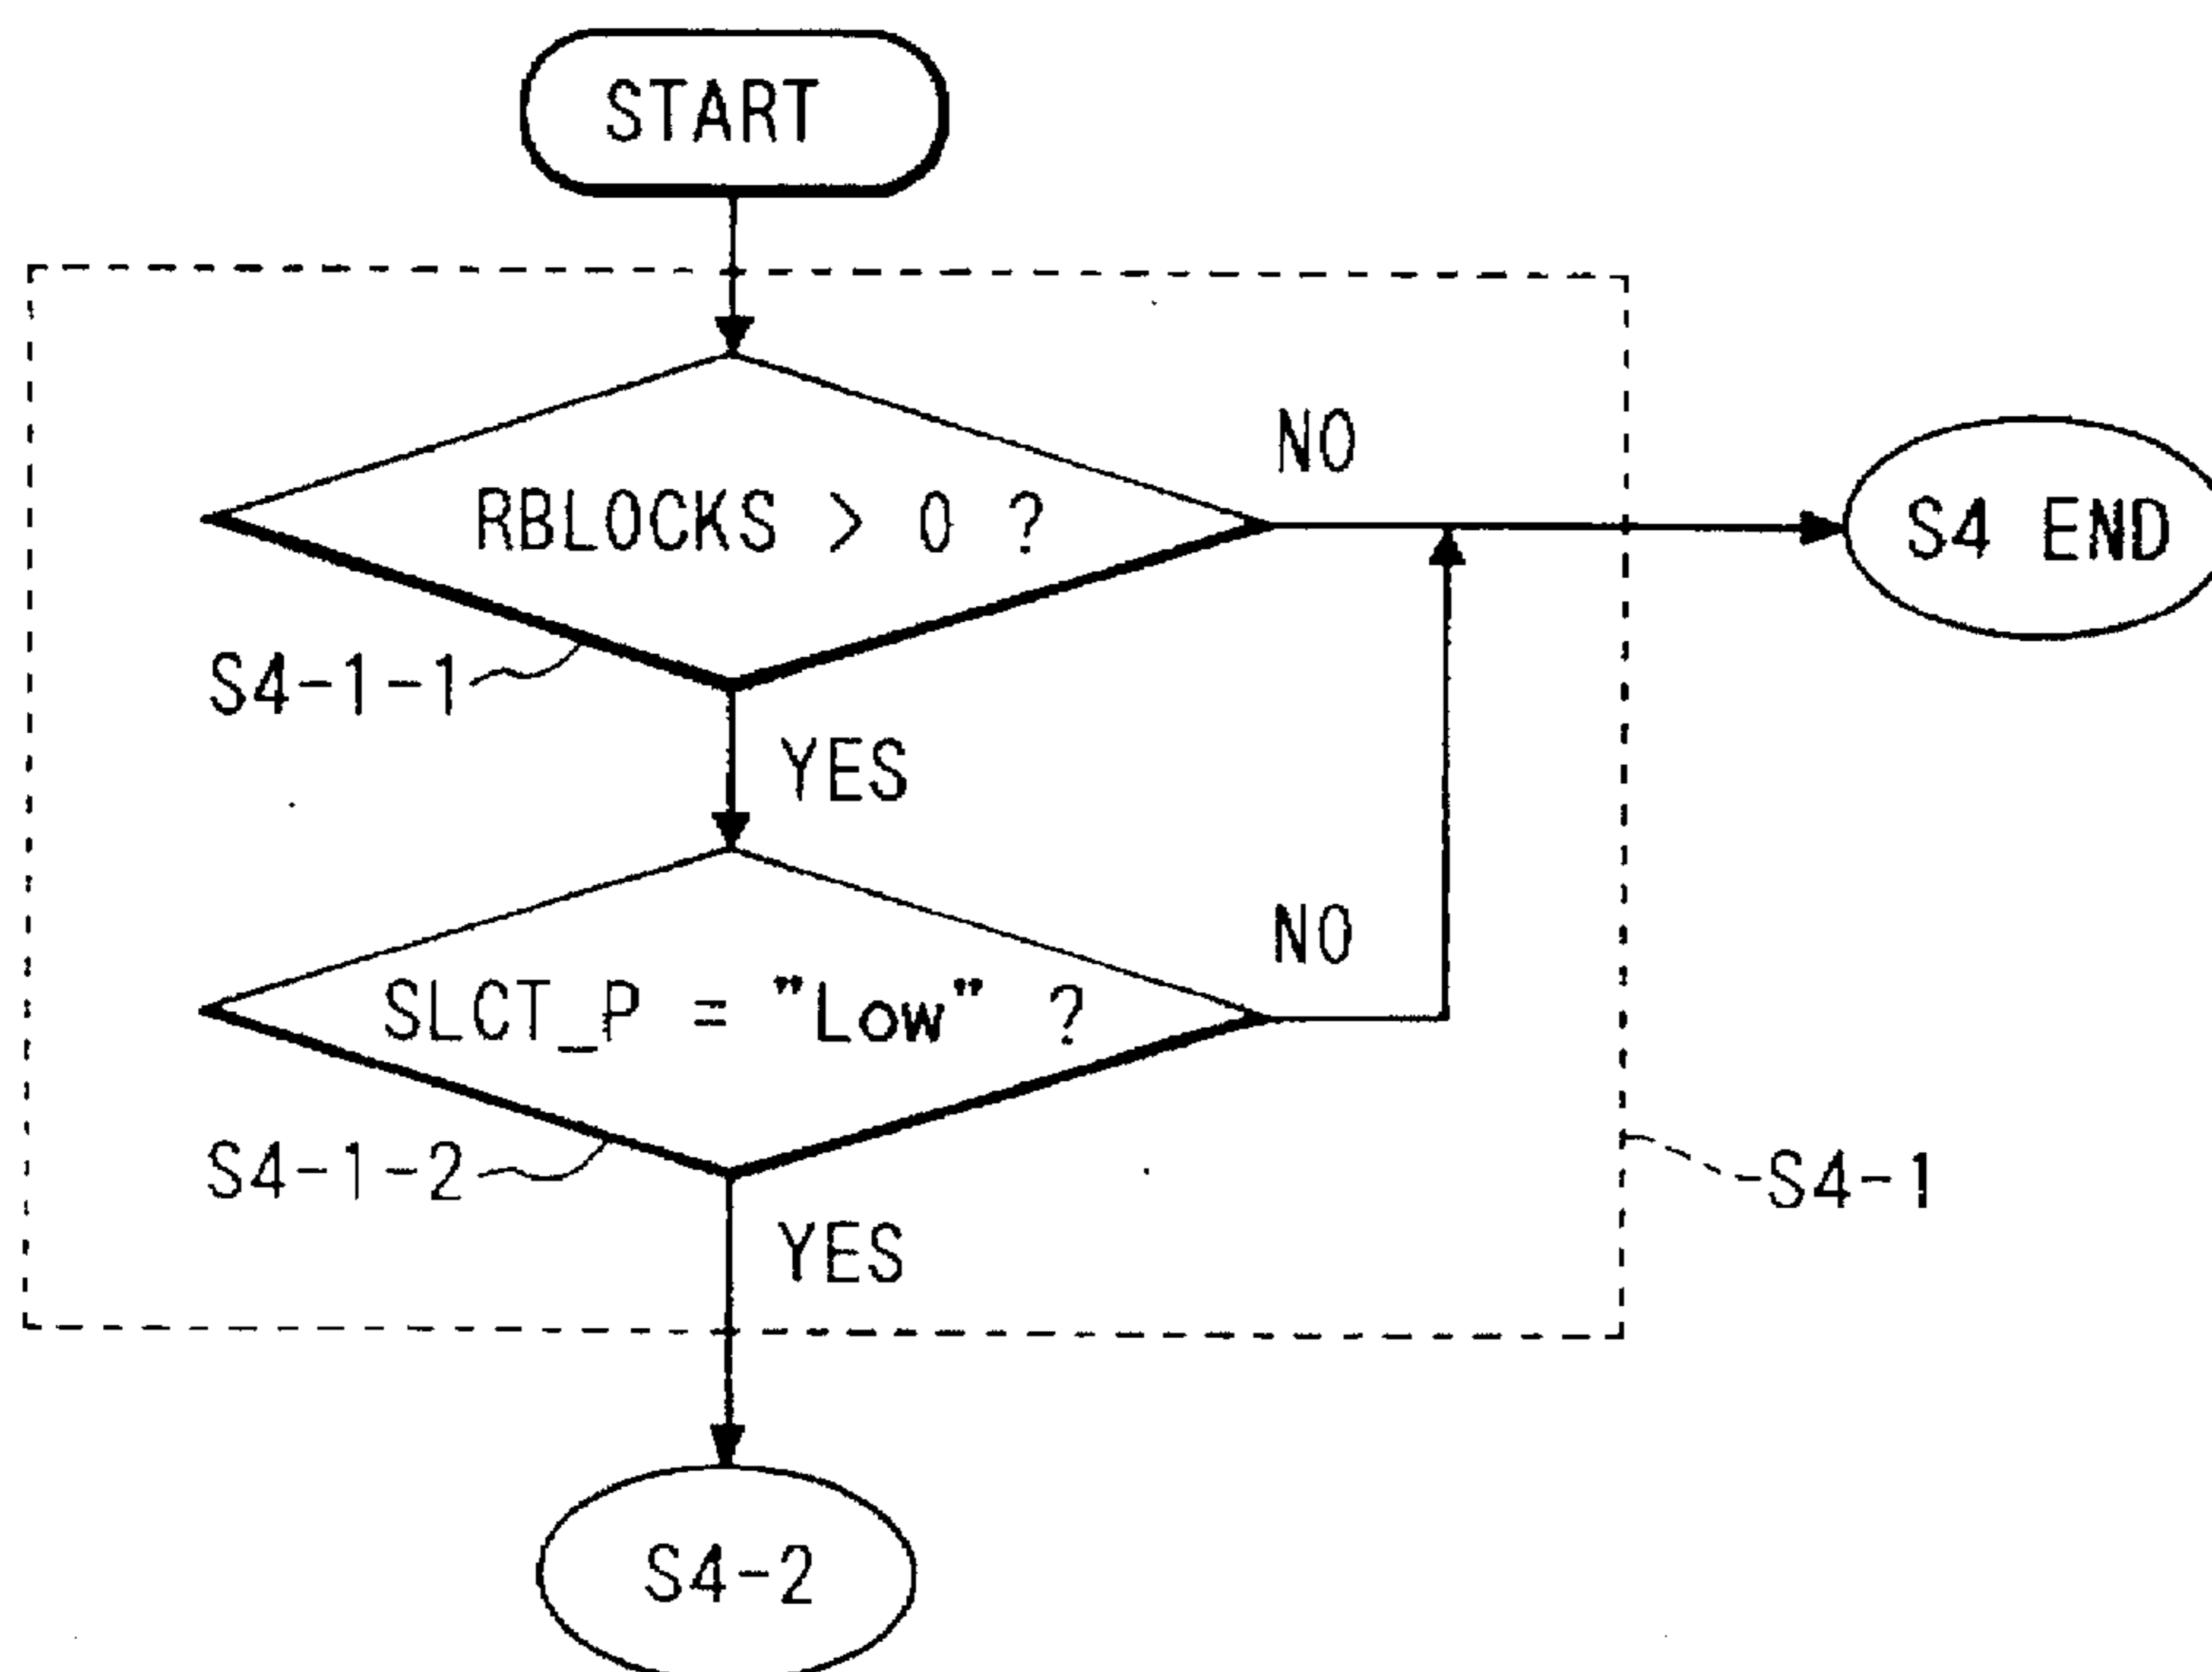 START
NO
RBLOCKS > 0 ?
S4 END
S4-1-1
YES
NO
SLCT_P = "Low" ?
S4-1-2
S4-1
YES
S4-2